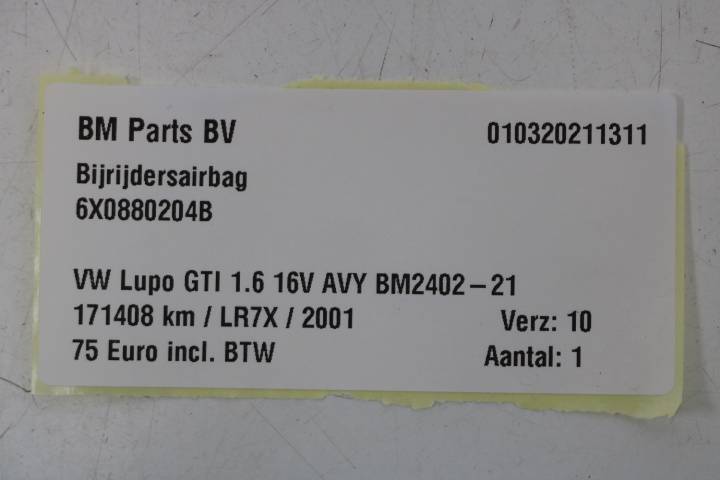 BM Parts BV 010320211311
Bijrijdersairbag
6X0880204B
VW Lupo GTI 1.6 16V AVY BM2402-21
171408 km / LR7X / 2001 Verz: 10
75 Euro incl. BTW Aantal: 1